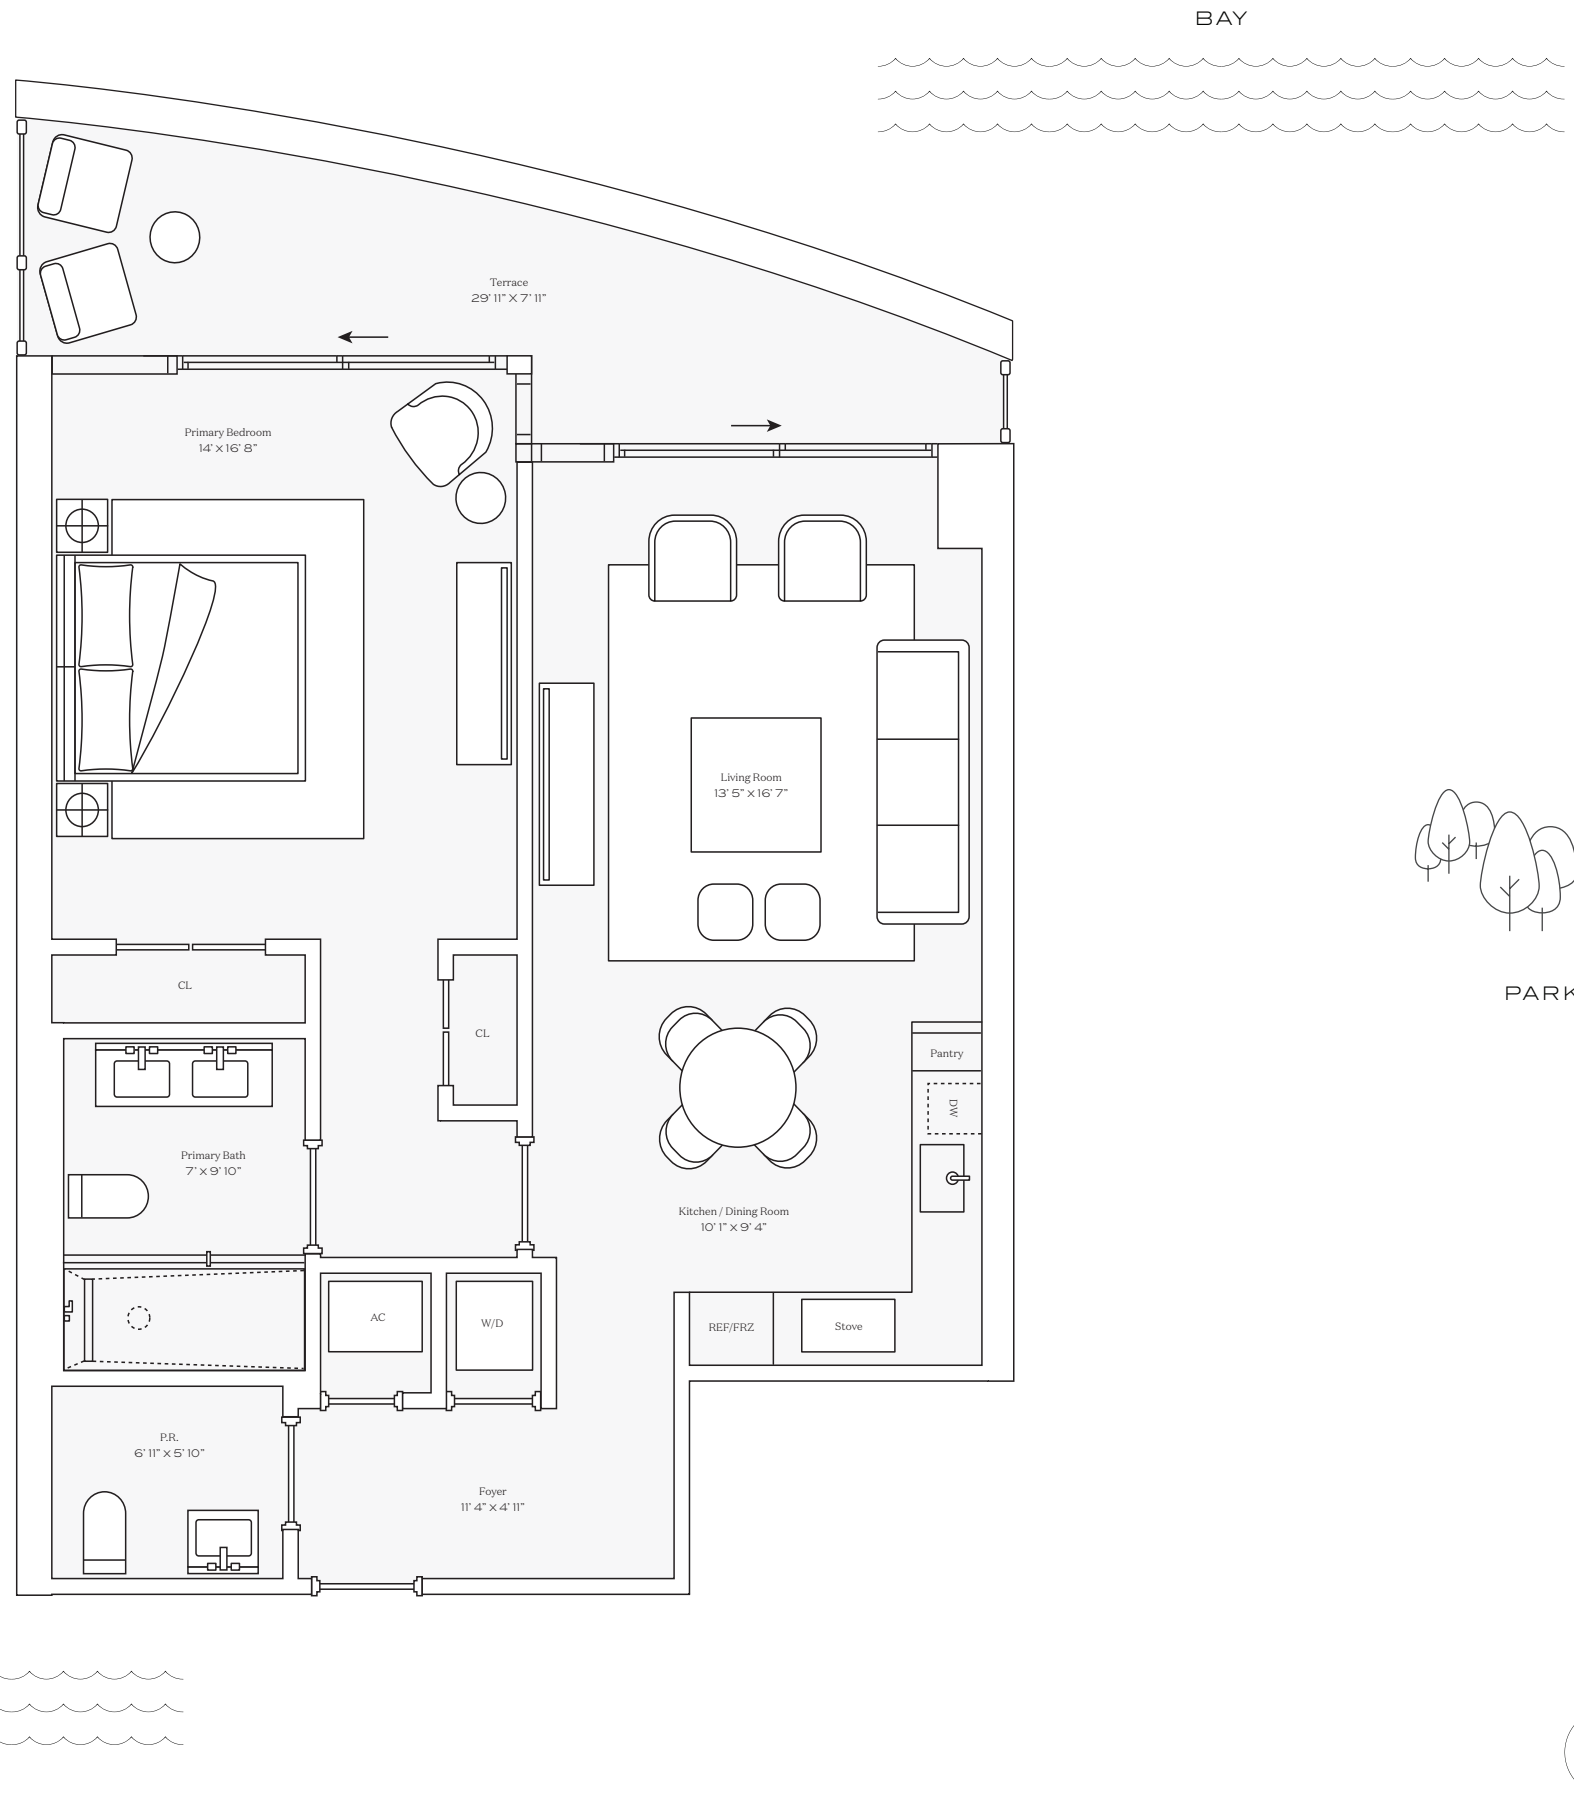 BAY
Terrace
29' 11" X 7' 11"
Primary Bedroom
14' X 16' 8"
Living Room
13' 5" X 16' 7"
CL
CL
PARK
Pantry
DW
Primary Bath
7' X 9' 10"
Kitchen / Dining Room
10' 1" X 9' 4"
AC
W/D
REF/FRZ
Stove
P.R.
6' 11" X 5' 10"
Foyer
11' 4" X 4' 11"